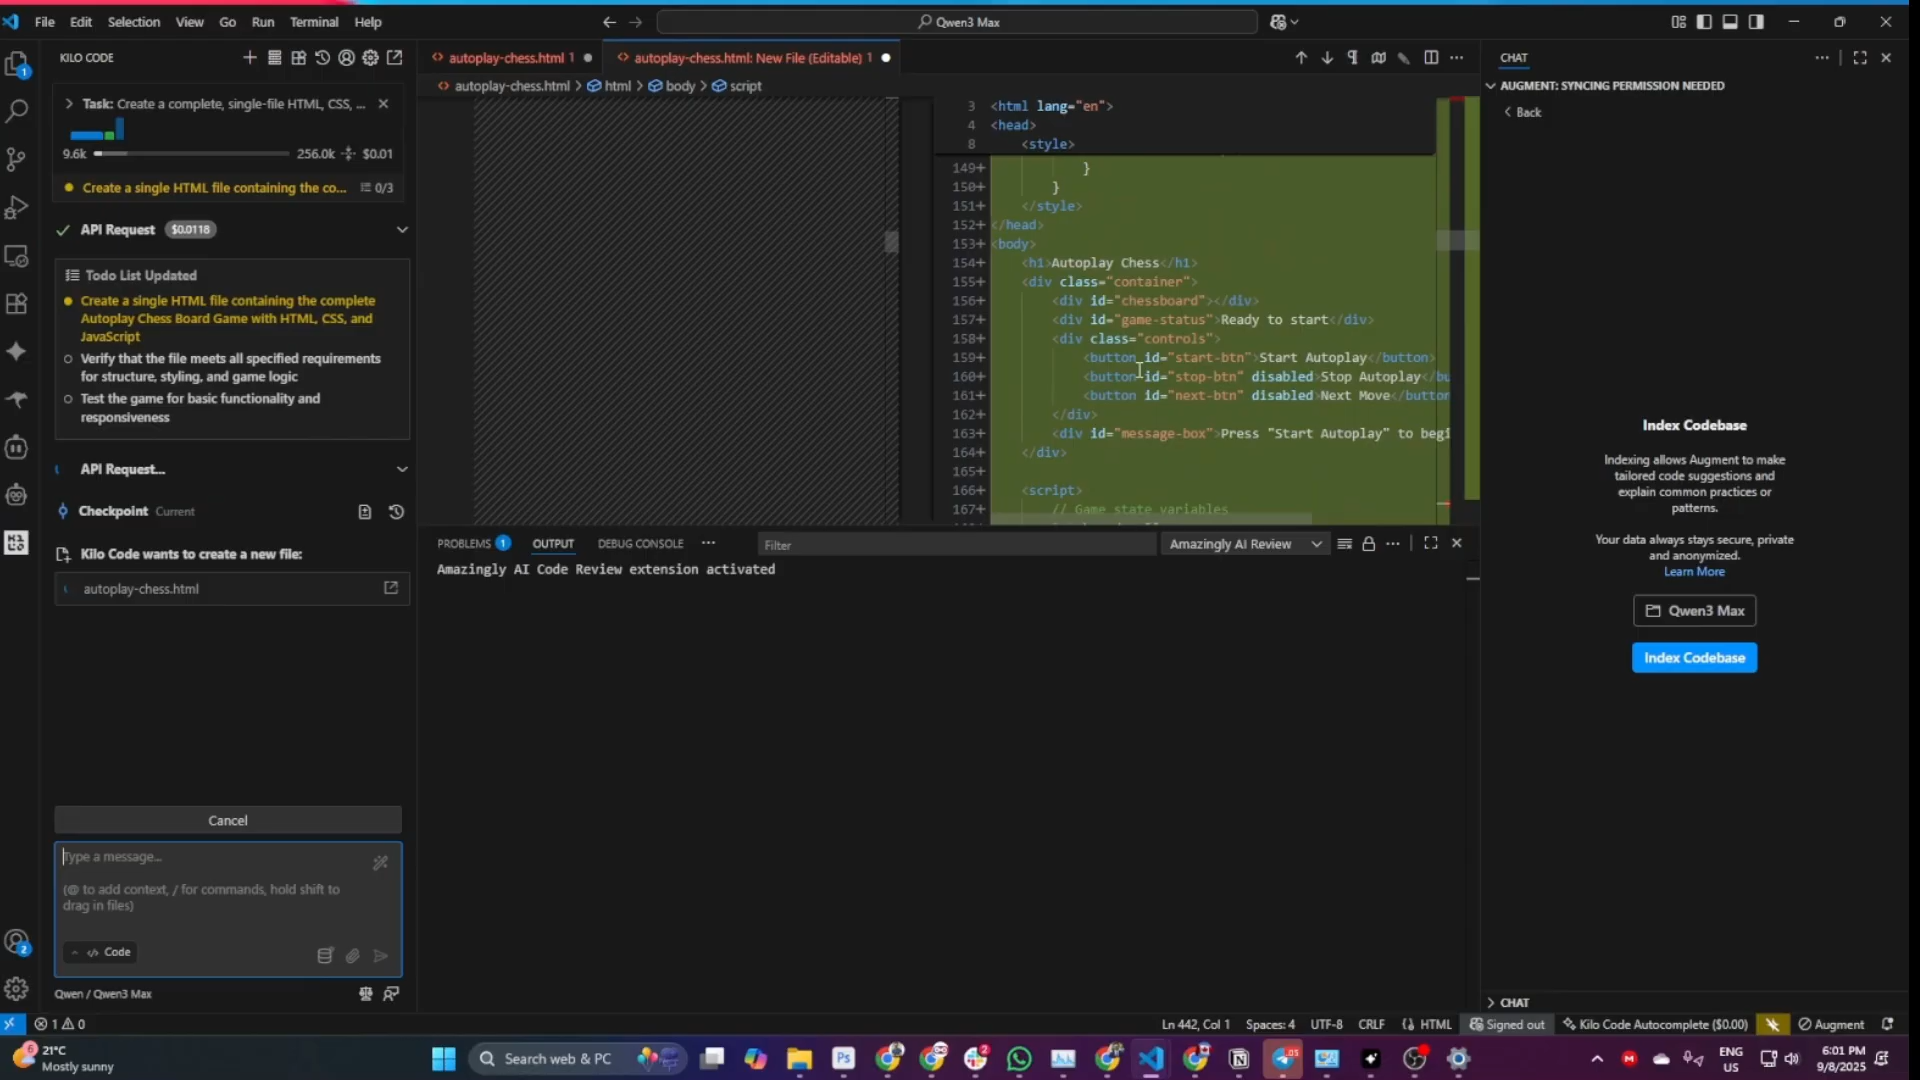 File Edit Selection View Go Run Terminal Help
Qwen3 Max
KILO CODE
Task: Create a complete, single-file HTML, CSS, ...
9.6k 256.0k $0.01
Create a single HTML file containing the co... 0/3
API Request $0.0118
Todo List Updated
Create a single HTML file containing the complete
Autoplay Chess Board Game with HTML, CSS, and
JavaScript
Verify that the file meets all specified requirements
for structure, styling, and game logic
Test the game for basic functionality and
responsiveness
API Request...
Checkpoint Current
Kilo Code wants to create a new file:
autoplay-chess.html
Cancel
Type a message...
(@ to add context, / for commands, hold shift to
drag in files)
Code
Qwen / Qwen3 Max
autoplay-chess.html 1
autoplay-chess.html: New File (Editable) 1
autoplay-chess.html > html > body > script
3 <html lang="en">
4 <head>
8 <style>
149+ }
150+ }
151+ </style>
152+ </head>
153+ <body>
154+ <h1>Autoplay Chess</h1>
155+ <div class="container">
156+ <div id="chessboard"></div>
157+ <div id="game-status">Ready to start</div>
158+ <div class="controls">
159+ <button id="start-btn">Start Autoplay</button>
160+ <button id="stop-btn" disabled>Stop Autoplay</bu
161+ <button id="next-btn" disabled>Next Move</button
162+ </div>
163+ <div id="message-box">Press "Start Autoplay" to begi
164+ </div>
165+
166+ <script>
167+ // Game state variables
PROBLEMS 1 OUTPUT DEBUG CONSOLE ... Filter Amazingly AI Review
Amazingly AI Code Review extension activated
CHAT
AUGMENT: SYNCING PERMISSION NEEDED
Back
Index Codebase
Indexing allows Augment to make
tailored code suggestions and
explain common practices or
patterns.
Your data always stays secure, private
and anonymized.
Learn More
Qwen3 Max
Index Codebase
CHAT
1 0
Ln 442, Col 1 Spaces: 4 UTF-8 CRLF HTML Signed out Kilo Code Autocomplete ($0.00) Augment
21°C
Mostly sunny
Search web & PC
ENG
US
6:01 PM
9/8/2025